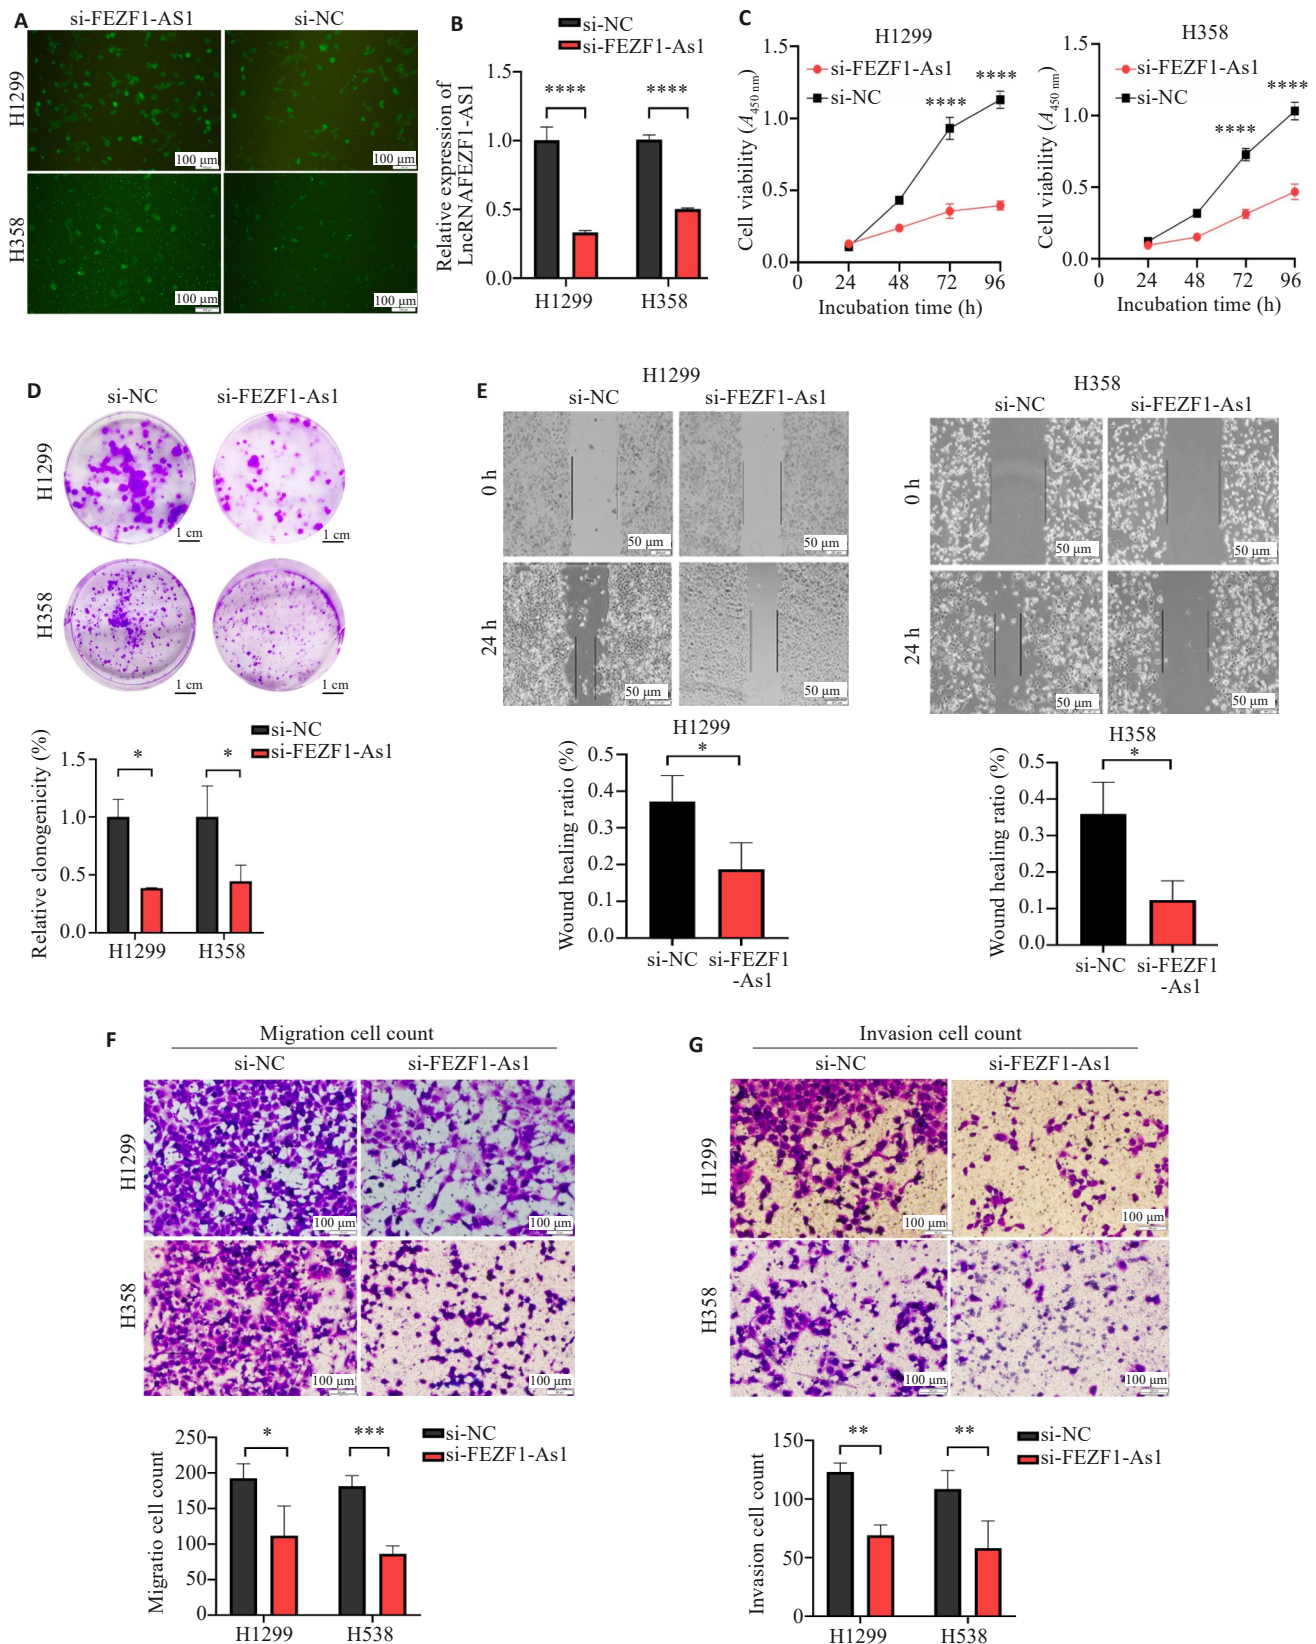 A
si-FEZF1-AS1
si-NC
H1299
100 μm
100 μm
H358
100 μm
100 μm
B
si-NC
si-FEZF1-As1
Relative expression of
LncRNAFEZF1-AS1
1.5
1.0
0.5
0.0
****
****
H1299
H358
C
H1299
si-FEZF1-As1
si-NC
Cell viability (A450 nm)
1.5
1.0
0.5
0.0
****
****
0
24
48
72
96
Incubation time (h)
H358
si-FEZF1-As1
si-NC
Cell viability (A450 nm)
1.5
1.0
0.5
0.0
****
****
0
24
48
72
96
Incubation time (h)
D
si-NC
si-FEZF1-As1
H1299
1 cm
1 cm
H358
1 cm
1 cm
si-NC
si-FEZF1-As1
Relative clonogenicity (%)
1.5
1.0
0.5
0.0
*
*
H1299
H358
E
H1299
si-NC
si-FEZF1-As1
0 h
50 μm
50 μm
24 h
50 μm
50 μm
H358
si-NC
si-FEZF1-As1
0 h
50 μm
50 μm
24 h
50 μm
50 μm
H1299
Wound healing ratio (%)
0.5
0.4
0.3
0.2
0.1
0.0
*
si-NC
si-FEZF1
-As1
H358
Wound healing ratio (%)
0.5
0.4
0.3
0.2
0.1
0.0
*
si-NC
si-FEZF1
-As1
F
Migration cell count
si-NC
si-FEZF1-As1
H1299
100 μm
100 μm
H358
100 μm
100 μm
si-NC
si-FEZF1-As1
Migratio cell count
250
200
150
100
50
0
*
***
H1299
H538
G
Invasion cell count
si-NC
si-FEZF1-As1
H1299
100 μm
100 μm
H358
100 μm
100 μm
si-NC
si-FEZF1-As1
Invasion cell count
150
100
50
0
**
**
H1299
H538